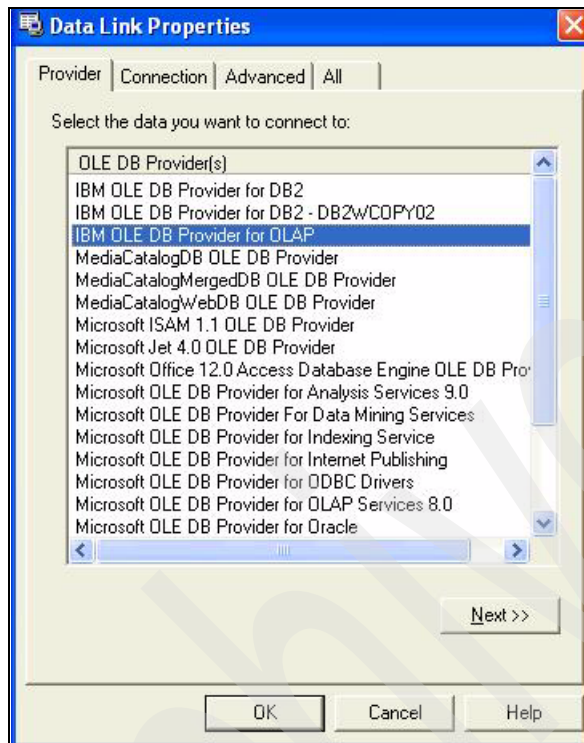 Data Link Properties
Provider Connection Advanced All
Select the data you want to connect to:
OLE DB Provider(s)
IBM OLE DB Provider for DB2
IBM OLE DB Provider for DB2 - DB2WCOPY02
IBM OLE DB Provider for OLAP
MediaCatalogDB OLE DB Provider
MediaCatalogMergedDB OLE DB Provider
MediaCatalogWebDB OLE DB Provider
Microsoft ISAM 1.1 OLE DB Provider
Microsoft Jet 4.0 OLE DB Provider
Microsoft Office 12.0 Access Database Engine OLE DB Pro
Microsoft OLE DB Provider for Analysis Services 9.0
Microsoft OLE DB Provider For Data Mining Services
Microsoft OLE DB Provider for Indexing Service
Microsoft OLE DB Provider for Internet Publishing
Microsoft OLE DB Provider for ODBC Drivers
Microsoft OLE DB Provider for OLAP Services 8.0
Microsoft OLE DB Provider for Oracle
Next >>
OK Cancel Help